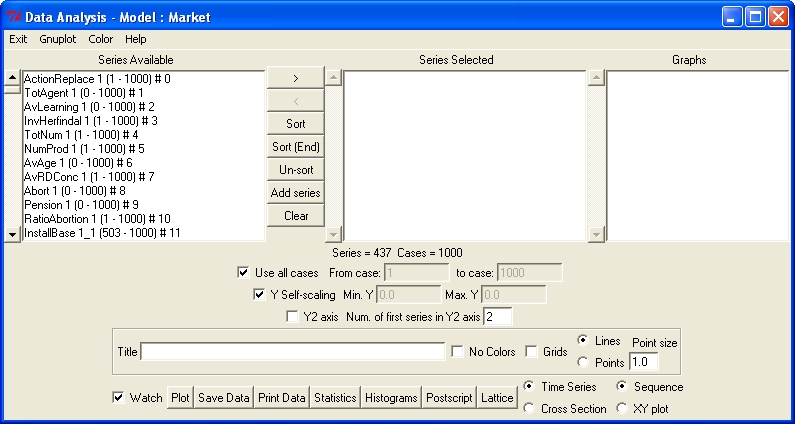 Data Analysis - Model : Market
Exit Gnuplot Color Help
Series Available Series Selected Graphs
ActionReplace 1 (1 - 1000) # 0
TotAgent 1 (0 - 1000) # 1
AvLearning 1 (0 - 1000) # 2
InvHerfindal 1 (1 - 1000) # 3
TotNum 1 (1 - 1000) # 4
NumProd 1 (1 - 1000) # 5
AvAge 1 (0 - 1000) # 6
AvRDConc 1 (1 - 1000) # 7
Abort 1 (0 - 1000) # 8
Pension 1 (0 - 1000) # 9
RatioAbortion 1 (1 - 1000) # 10
InstallBase 1_1 (503 - 1000) # 11
>
<
Sort
Sort (End)
Un-sort
Add series
Clear
Series = 437 Cases = 1000
Use all cases From case: 1 to case: 1000
Y Self-scaling Min. Y 0.0 Max. Y 0.0
Y2 axis Num. of first series in Y2 axis 2
Title No Colors Grids Lines Point size
Points 1.0
Watch Plot Save Data Print Data Statistics Histograms Postscript Lattice Time Series Sequence
Cross Section XY plot